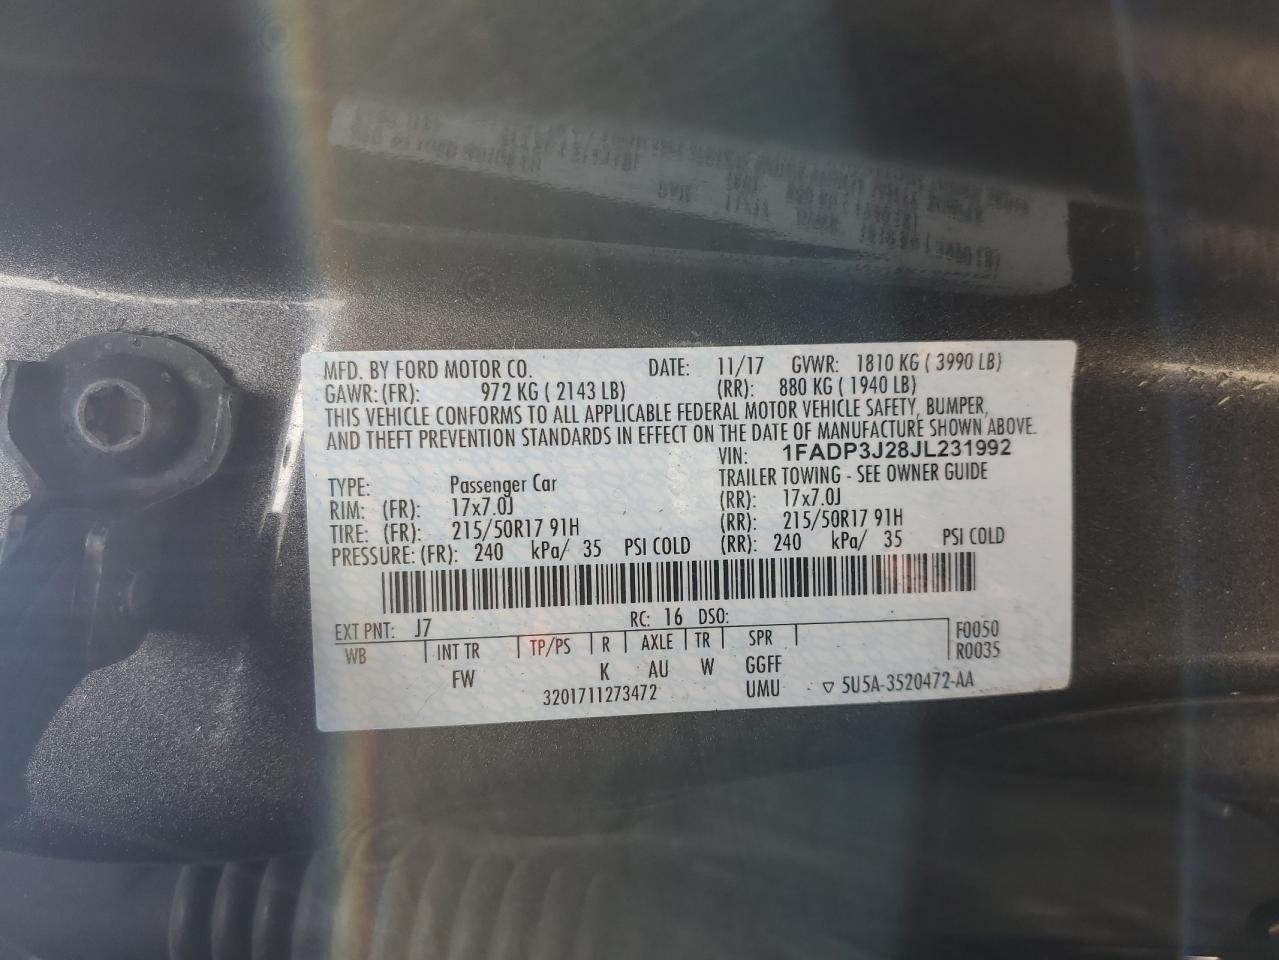 MFD. BY FORD MOTOR CO. DATE: 11/17 GVWR: 1810 KG ( 3990 LB)
GAWR: (FR): 972 KG ( 2143 LB) (RR): 880 KG ( 1940 LB)
THIS VEHICLE CONFORMS TO ALL APPLICABLE FEDERAL MOTOR VEHICLE SAFETY, BUMPER,
AND THEFT PREVENTION STANDARDS IN EFFECT ON THE DATE OF MANUFACTURE SHOWN ABOVE.
VIN: 1FADP3J28JL231992
TYPE: Passenger Car TRAILER TOWING - SEE OWNER GUIDE
RIM: (FR): 17x7.0J (RR): 17x7.0J
TIRE: (FR): 215/50R17 91H (RR): 215/50R17 91H
PRESSURE: (FR): 240 kPa/ 35 PSI COLD (RR): 240 kPa/ 35 PSI COLD
EXT PNT: J7 RC: 16 DSO:
WB INT TR TP/PS R AXLE TR SPR F0050
FW K AU W GGFF R0035
3201711273472 UMU ▽ 5U5A-3520472-AA